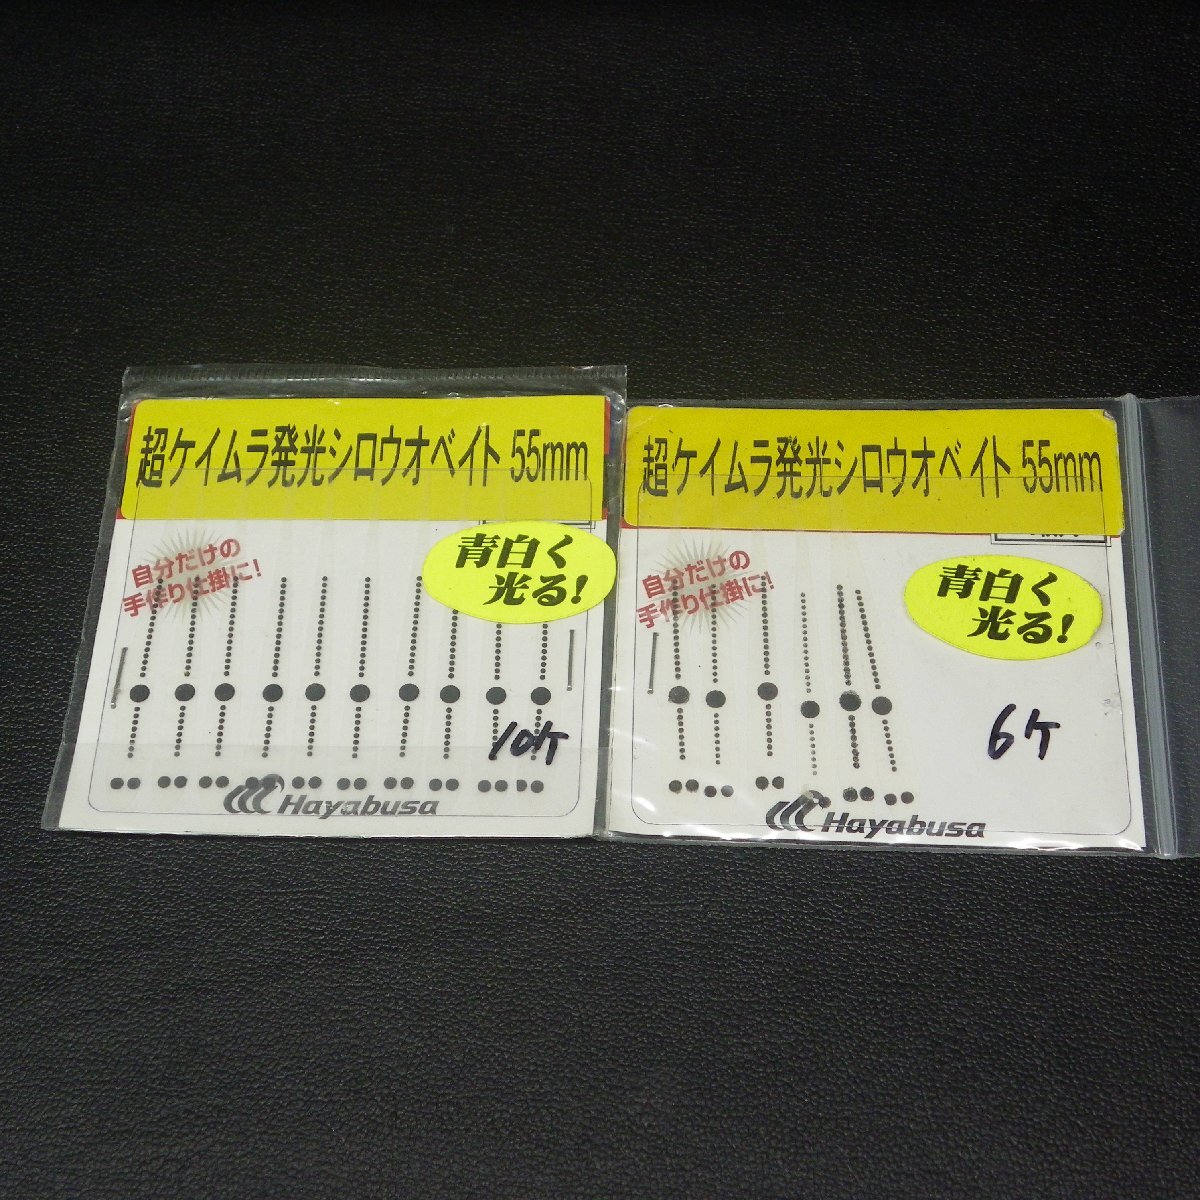 超ケイムラ発光シロウオベイト 55mm
自分だけの
手作り仕掛に!
青白く
光る!
10ケ
Hayabusa
超ケイムラ発光シロウオベイト 55mm
自分だけの
手作り仕掛に!
青白く
光る!
6ケ
Hayabusa